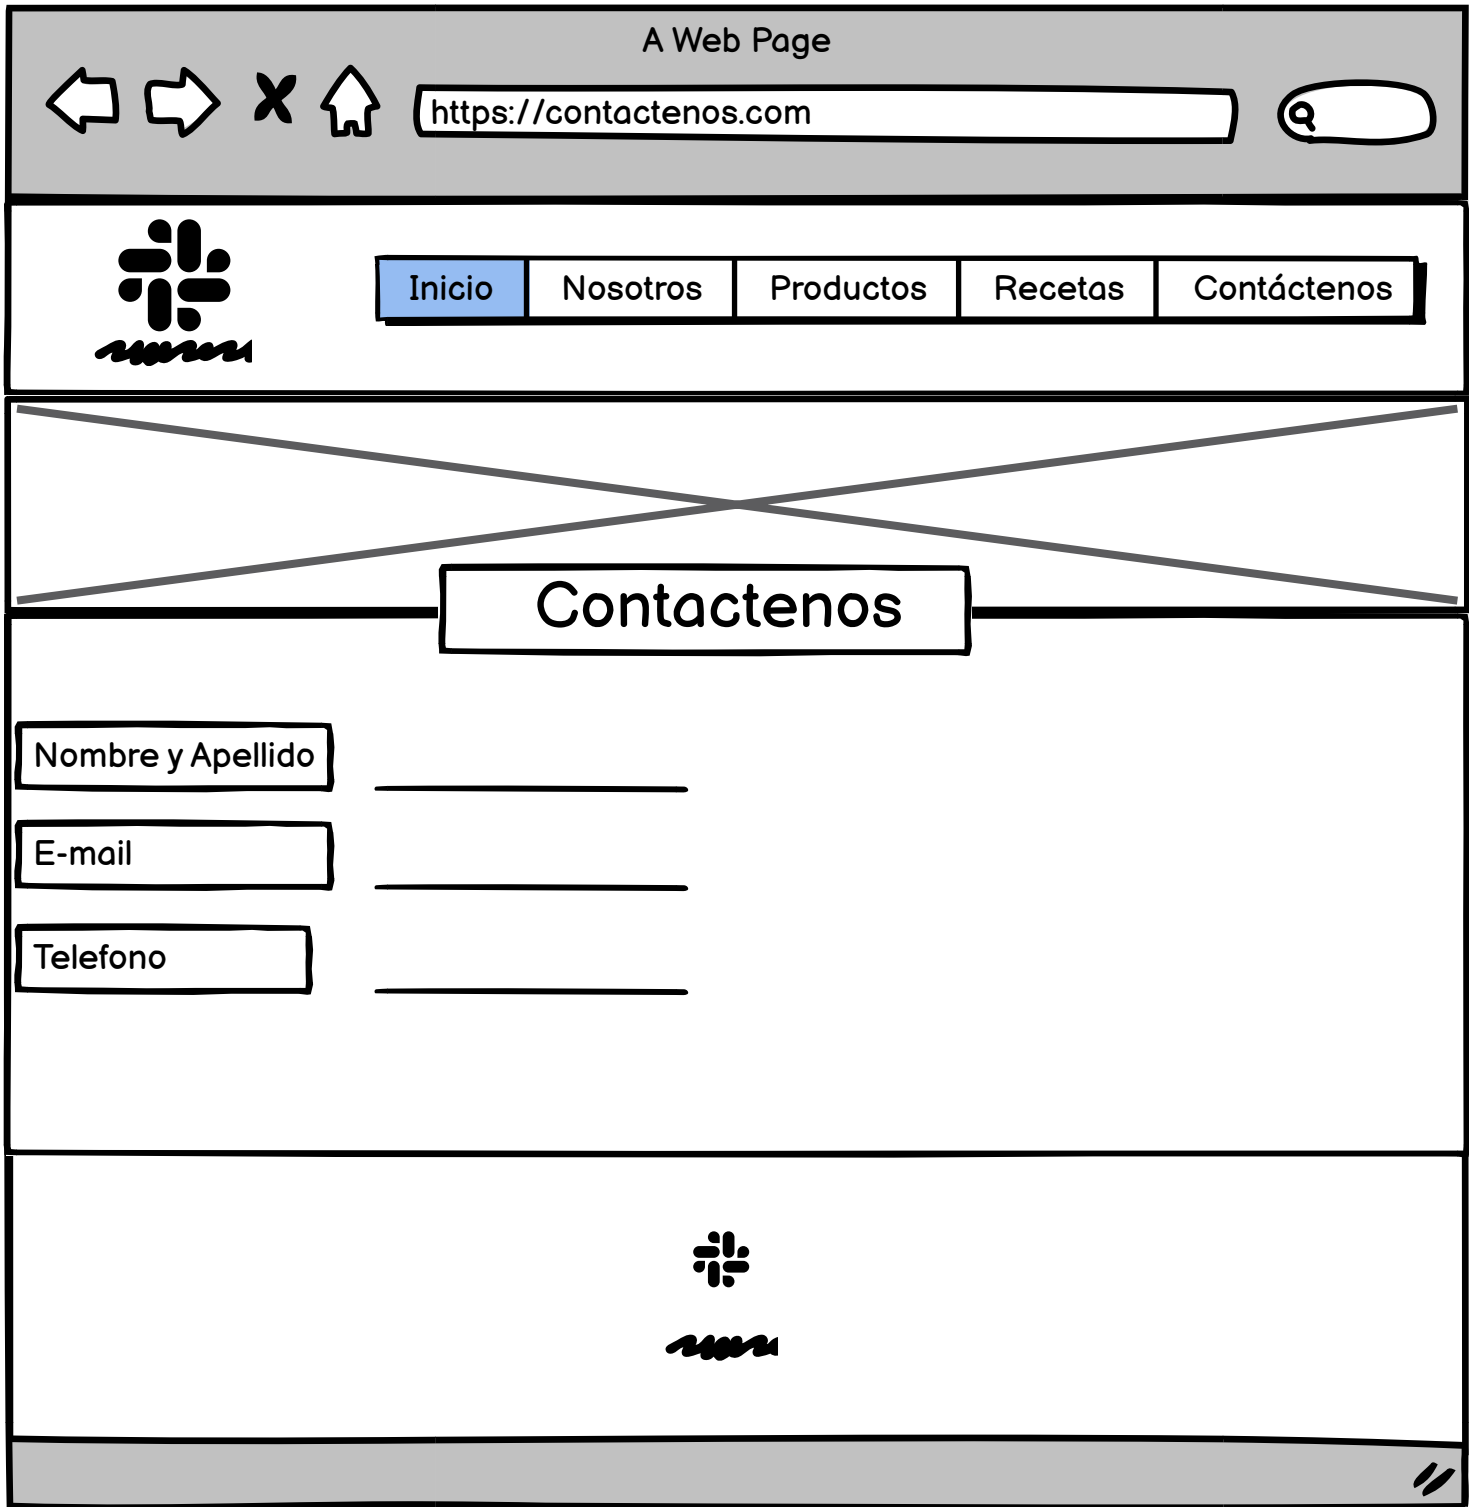 A Web Page
https://contactenos.com
Inicio Nosotros Productos Recetas Contáctenos
Contactenos
Nombre y Apellido
E-mail
Telefono